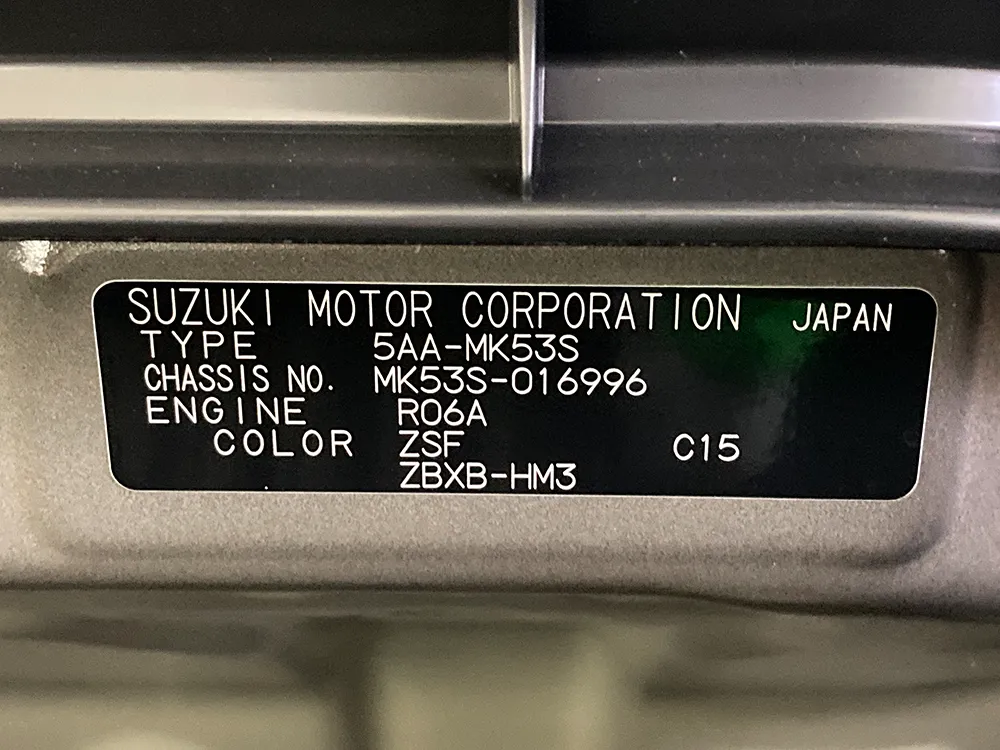 SUZUKI MOTOR CORPORATION JAPAN
TYPE 5AA-MK53S
CHASSIS NO. MK53S-016996
ENGINE R06A
COLOR ZSF C15
ZBXB-HM3